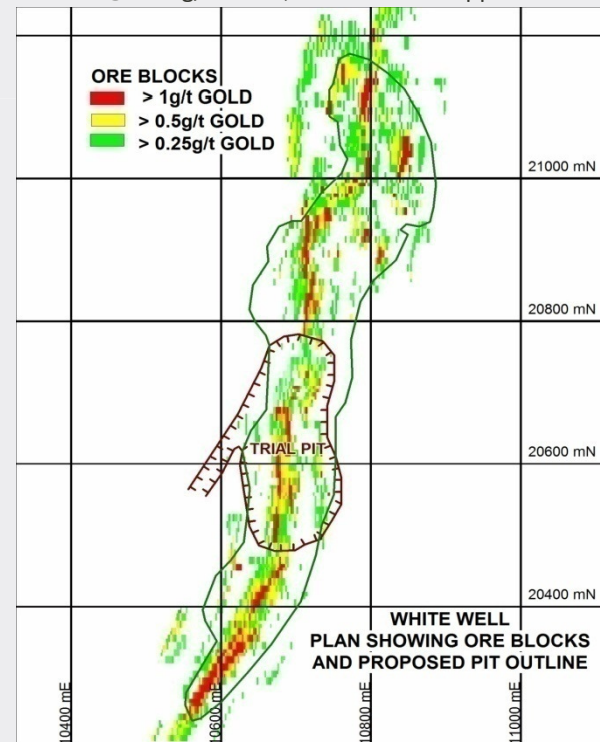 ORE BLOCKS
> 1g/t GOLD
> 0.5g/t GOLD
> 0.25g/t GOLD
21000 mN
20800 mN
TRIAL PIT
20600 mN
20400 mN
WHITE WELL
PLAN SHOWING ORE BLOCKS
AND PROPOSED PIT OUTLINE
10400 mE
10600 mE
10800 mE
11000 mE